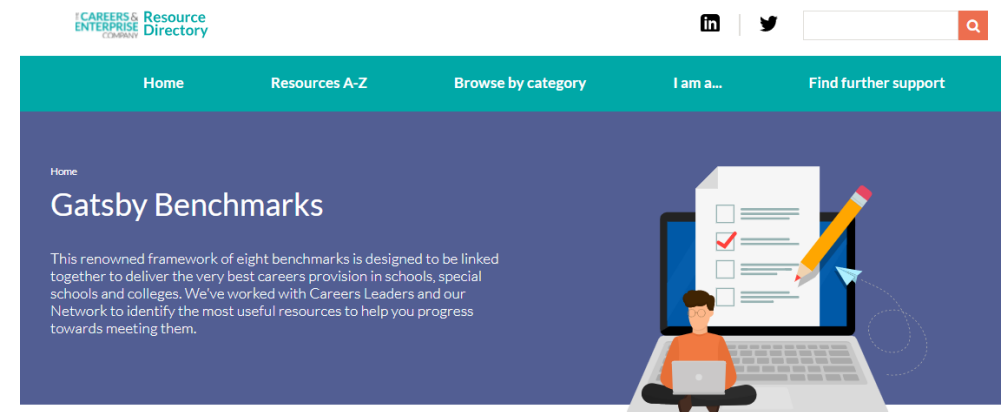 THE CAREERS & ENTERPRISE COMPANY Resource Directory
Home Resources A-Z Browse by category I am a... Find further support
Home
Gatsby Benchmarks
This renowned framework of eight benchmarks is designed to be linked
together to deliver the very best careers provision in schools, special
schools and colleges. We've worked with Careers Leaders and our
Network to identify the most useful resources to help you progress
towards meeting them.